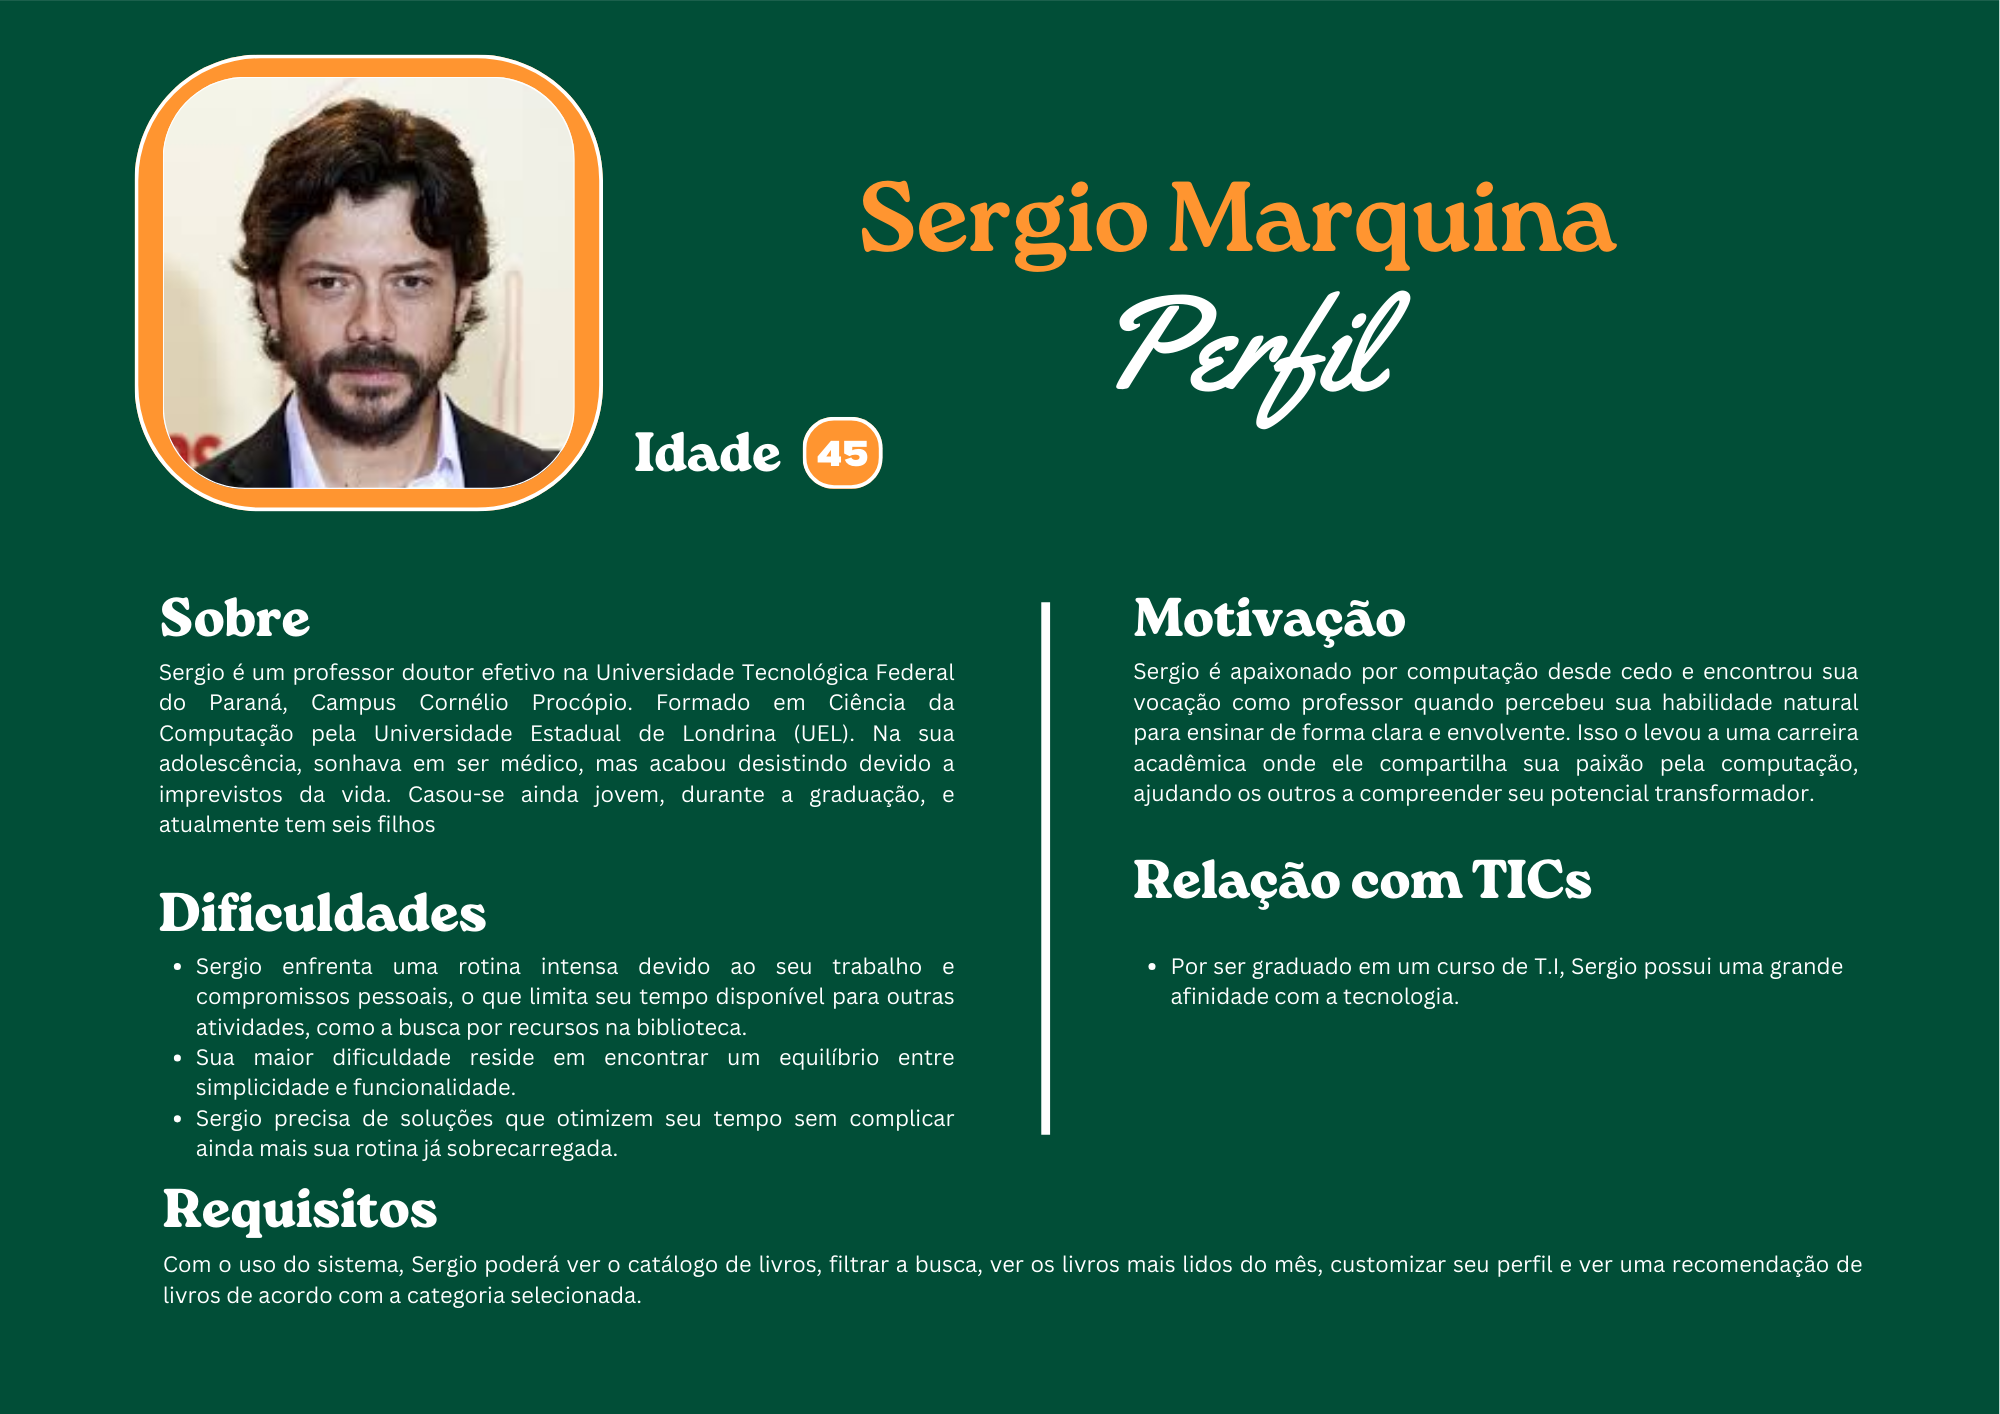 Sergio Marquina
Perfil
Idade 45
Sobre
Sergio é um professor doutor efetivo na Universidade Tecnológica Federal
do Paraná, Campus Cornélio Procópio. Formado em Ciência da
Computação pela Universidade Estadual de Londrina (UEL). Na sua
adolescência, sonhava em ser médico, mas acabou desistindo devido a
imprevistos da vida. Casou-se ainda jovem, durante a graduação, e
atualmente tem seis filhos
Dificuldades
• Sergio enfrenta uma rotina intensa devido ao seu trabalho e
compromissos pessoais, o que limita seu tempo disponível para outras
atividades, como a busca por recursos na biblioteca.
• Sua maior dificuldade reside em encontrar um equilíbrio entre
simplicidade e funcionalidade.
• Sergio precisa de soluções que otimizem seu tempo sem complicar
ainda mais sua rotina já sobrecarregada.
Motivação
Sergio é apaixonado por computação desde cedo e encontrou sua
vocação como professor quando percebeu sua habilidade natural
para ensinar de forma clara e envolvente. Isso o levou a uma carreira
acadêmica onde ele compartilha sua paixão pela computação,
ajudando os outros a compreender seu potencial transformador.
Relação com TICs
• Por ser graduado em um curso de T.I, Sergio possui uma grande
afinidade com a tecnologia.
Requisitos
Com o uso do sistema, Sergio poderá ver o catálogo de livros, filtrar a busca, ver os livros mais lidos do mês, customizar seu perfil e ver uma recomendação de
livros de acordo com a categoria selecionada.